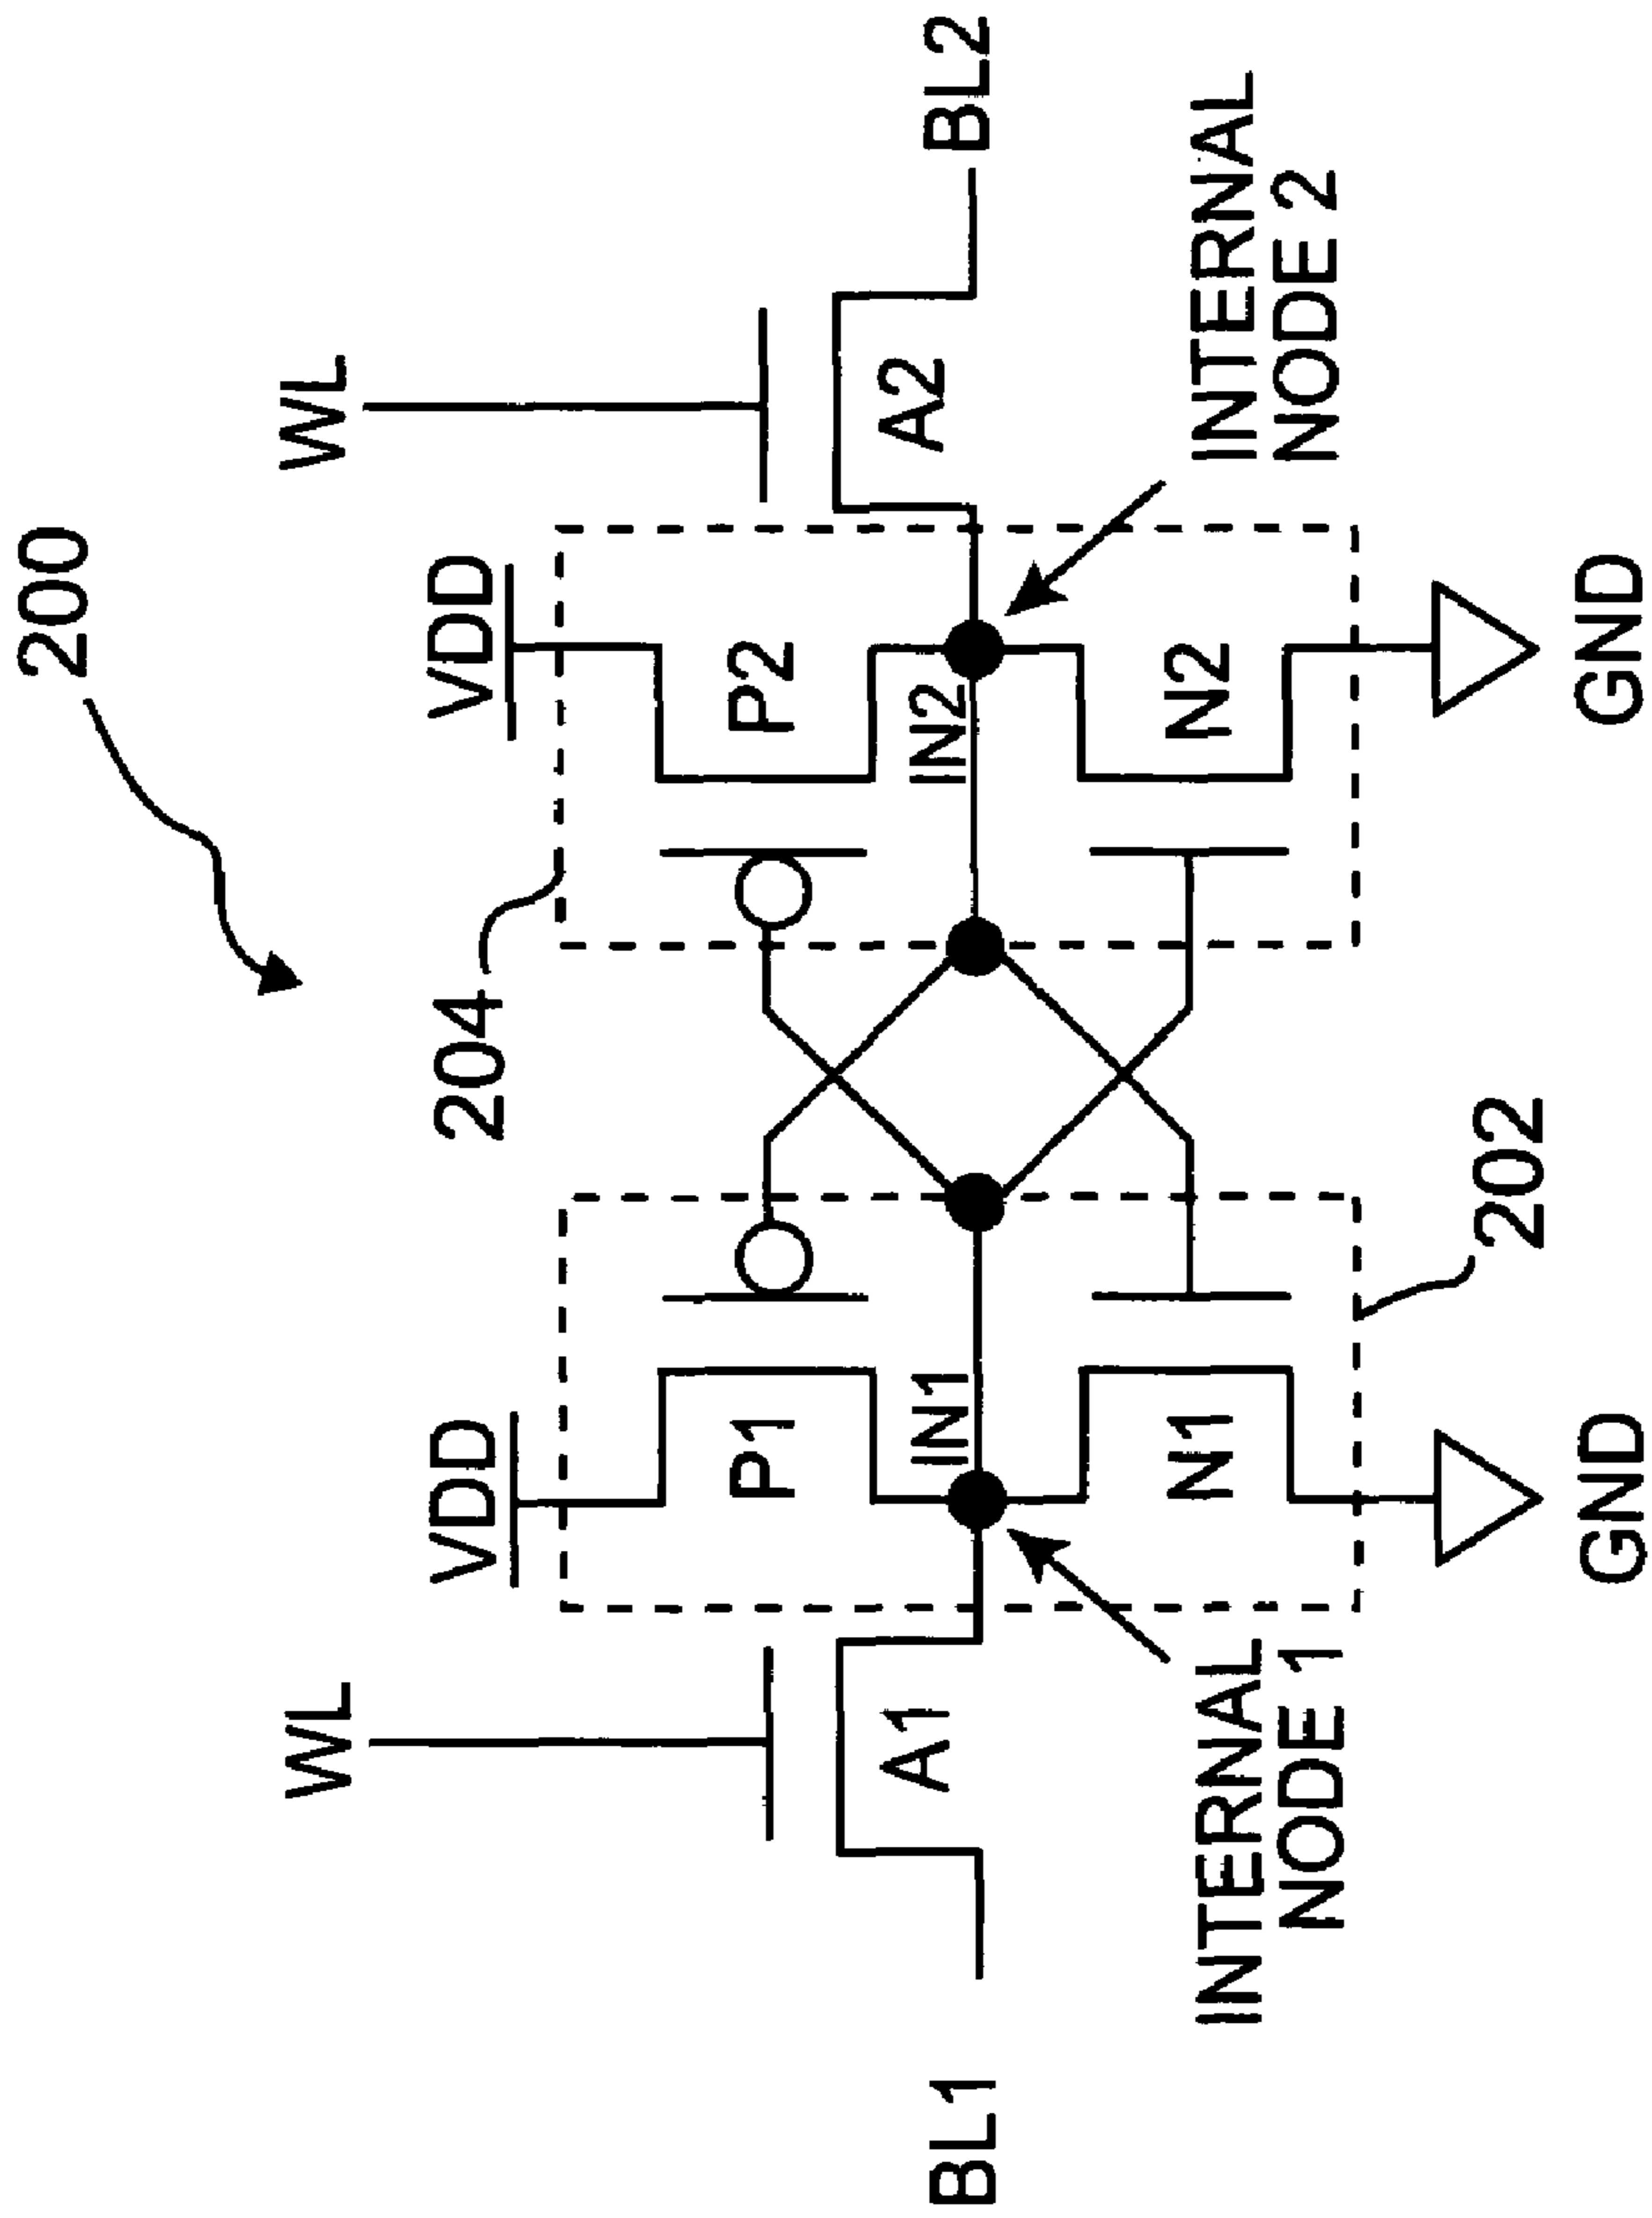 200
WL
WL
VDD
204
VDD
P1
P2
A1
A2
IN1
IN2
BL1
BL2
N1
N2
INTERNAL
NODE 1
INTERNAL
NODE 2
202
GND
GND